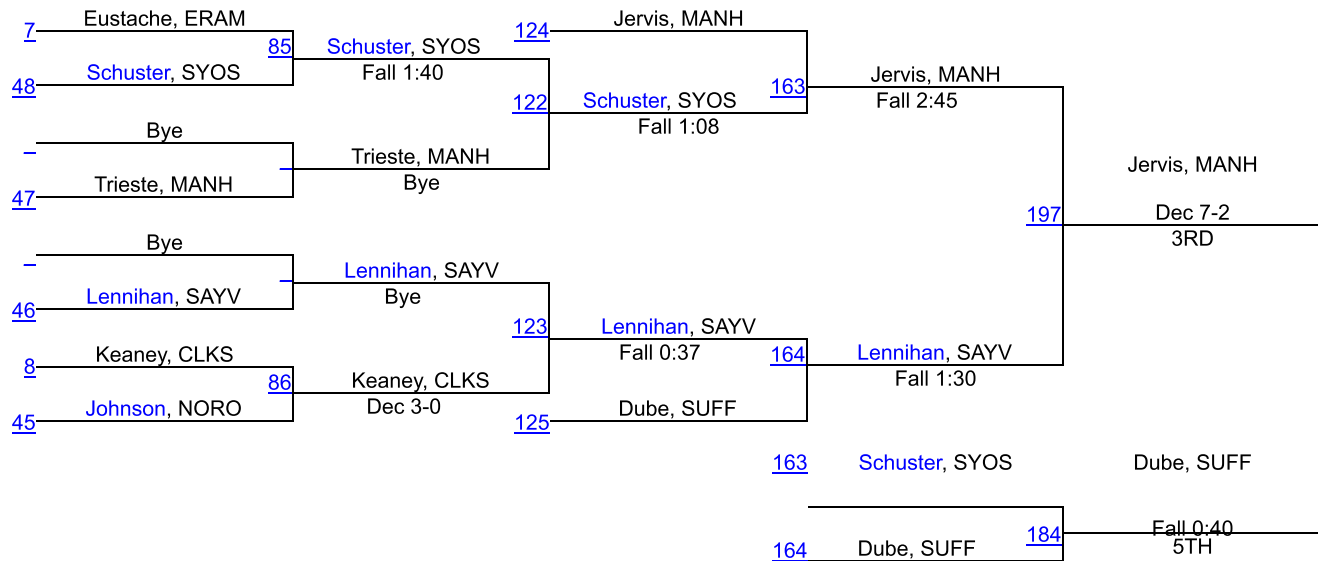 7 Eustache, ERAM
48 Schuster, SYOS
85 Schuster, SYOS
Fall 1:40
Bye
47 Trieste, MANH
Trieste, MANH
Bye
122 Schuster, SYOS
Fall 1:08
124 Jervis, MANH
163 Jervis, MANH
Fall 2:45
Bye
46 Lennihan, SAYV
Lennihan, SAYV
Bye
8 Keaney, CLKS
45 Johnson, NORO
86 Keaney, CLKS
Dec 3-0
123 Lennihan, SAYV
Fall 0:37
125 Dube, SUFF
164 Lennihan, SAYV
Fall 1:30
197 Jervis, MANH
Dec 7-2
3RD
163 Schuster, SYOS
164 Dube, SUFF
184 Dube, SUFF
Fall 0:40
5TH